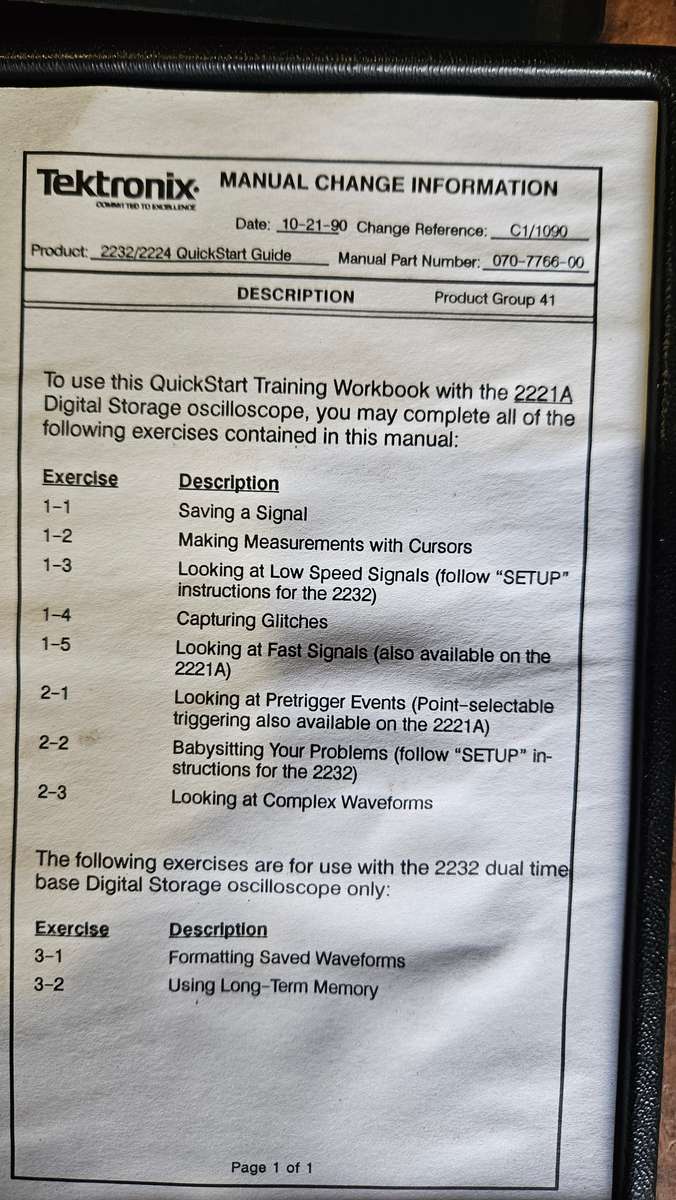 Tektronix MANUAL CHANGE INFORMATION
COMMITTED TO EXCELLENCE
Date: 10-21-90 Change Reference: C1/1090
Product: 2232/2224 QuickStart Guide Manual Part Number: 070-7766-00
DESCRIPTION Product Group 41
To use this QuickStart Training Workbook with the 2221A
Digital Storage oscilloscope, you may complete all of the
following exercises contained in this manual:
Exercise Description
1-1 Saving a Signal
1-2 Making Measurements with Cursors
1-3 Looking at Low Speed Signals (follow “SETUP”
instructions for the 2232)
1-4 Capturing Glitches
1-5 Looking at Fast Signals (also available on the
2221A)
2-1 Looking at Pretrigger Events (Point-selectable
triggering also available on the 2221A)
2-2 Babysitting Your Problems (follow “SETUP” in-
structions for the 2232)
2-3 Looking at Complex Waveforms
The following exercises are for use with the 2232 dual time
base Digital Storage oscilloscope only:
Exercise Description
3-1 Formatting Saved Waveforms
3-2 Using Long-Term Memory
Page 1 of 1